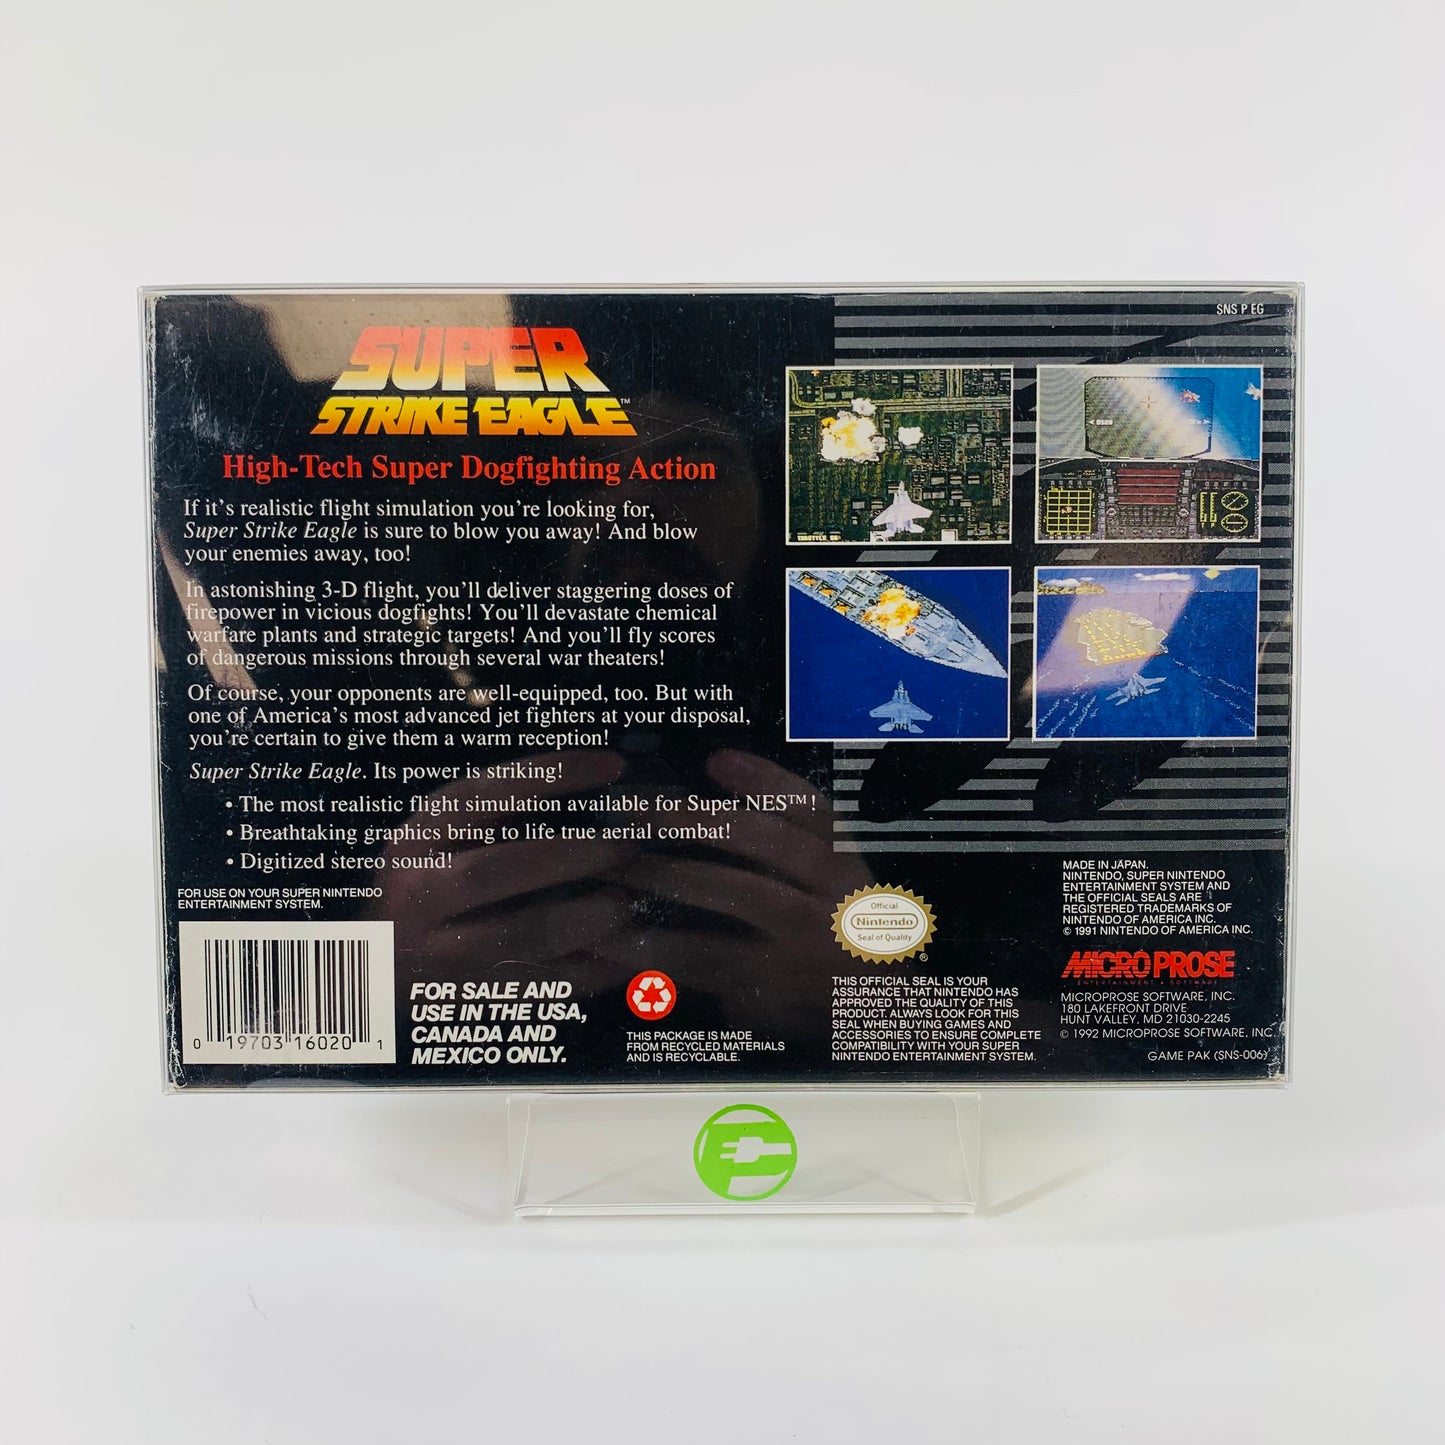 SNS P EG
SUPER
STRIKE EAGLE™
High-Tech Super Dogfighting Action
If it's realistic flight simulation you're looking for,
Super Strike Eagle is sure to blow you away! And blow
your enemies away, too!
In astonishing 3-D flight, you'll deliver staggering doses of
firepower in vicious dogfights! You'll devastate chemical
warfare plants and strategic targets! And you'll fly scores
of dangerous missions through several war theaters!
Of course, your opponents are well-equipped, too. But with
one of America's most advanced jet fighters at your disposal,
you're certain to give them a warm reception!
Super Strike Eagle. Its power is striking!
• The most realistic flight simulation available for Super NES™!
• Breathtaking graphics bring to life true aerial combat!
• Digitized stereo sound!
FOR USE ON YOUR SUPER NINTENDO
ENTERTAINMENT SYSTEM.
0 19703 16020 1
FOR SALE AND
USE IN THE USA,
CANADA AND
MEXICO ONLY.
THIS PACKAGE IS MADE
FROM RECYCLED MATERIALS
AND IS RECYCLABLE.
Official
Nintendo
Seal of Quality
®
THIS OFFICIAL SEAL IS YOUR
ASSURANCE THAT NINTENDO HAS
APPROVED THE QUALITY OF THIS
PRODUCT. ALWAYS LOOK FOR THIS
SEAL WHEN BUYING GAMES AND
ACCESSORIES TO ENSURE COMPLETE
COMPATIBILITY WITH YOUR SUPER
NINTENDO ENTERTAINMENT SYSTEM.
MADE IN JAPAN.
NINTENDO, SUPER NINTENDO
ENTERTAINMENT SYSTEM AND
THE OFFICIAL SEALS ARE
REGISTERED TRADEMARKS OF
NINTENDO OF AMERICA INC.
© 1991 NINTENDO OF AMERICA INC.
MICRO PROSE
ENTERTAINMENT • SOFTWARE
MICROPROSE SOFTWARE, INC.
180 LAKEFRONT DRIVE
HUNT VALLEY, MD 21030-2245
© 1992 MICROPROSE SOFTWARE, INC
GAME PAK (SNS-006)